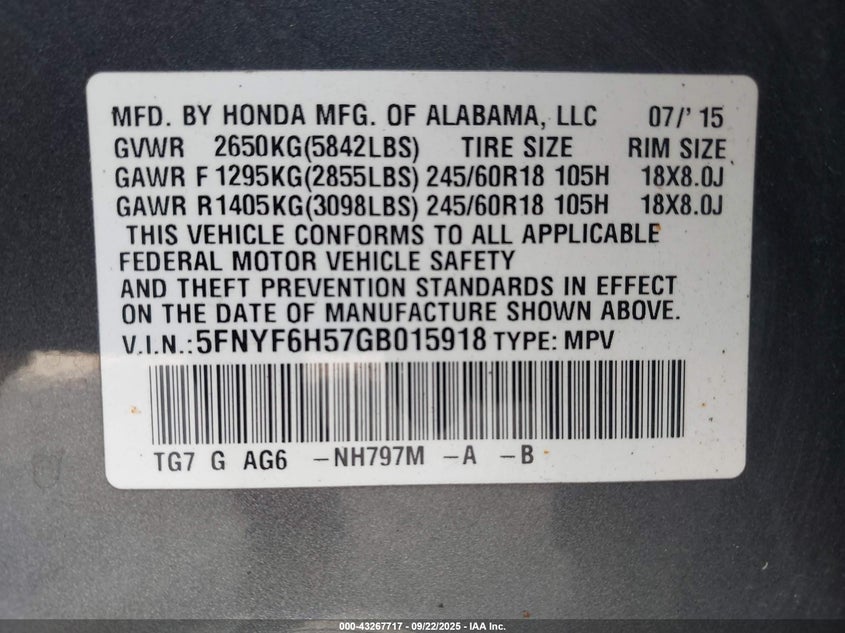 MFD. BY HONDA MFG. OF ALABAMA, LLC 07/' 15
GVWR 2650KG(5842LBS) TIRE SIZE RIM SIZE
GAWR F 1295KG(2855LBS) 245/60R18 105H 18X8.0J
GAWR R 1405KG(3098LBS) 245/60R18 105H 18X8.0J
THIS VEHICLE CONFORMS TO ALL APPLICABLE
FEDERAL MOTOR VEHICLE SAFETY
AND THEFT PREVENTION STANDARDS IN EFFECT
ON THE DATE OF MANUFACTURE SHOWN ABOVE.
V.I.N.:5FNYF6H57GB015918 TYPE: MPV
TG7 G AG6 -NH797M -A -B
000-43267717 - 09/22/2025 - IAA Inc.